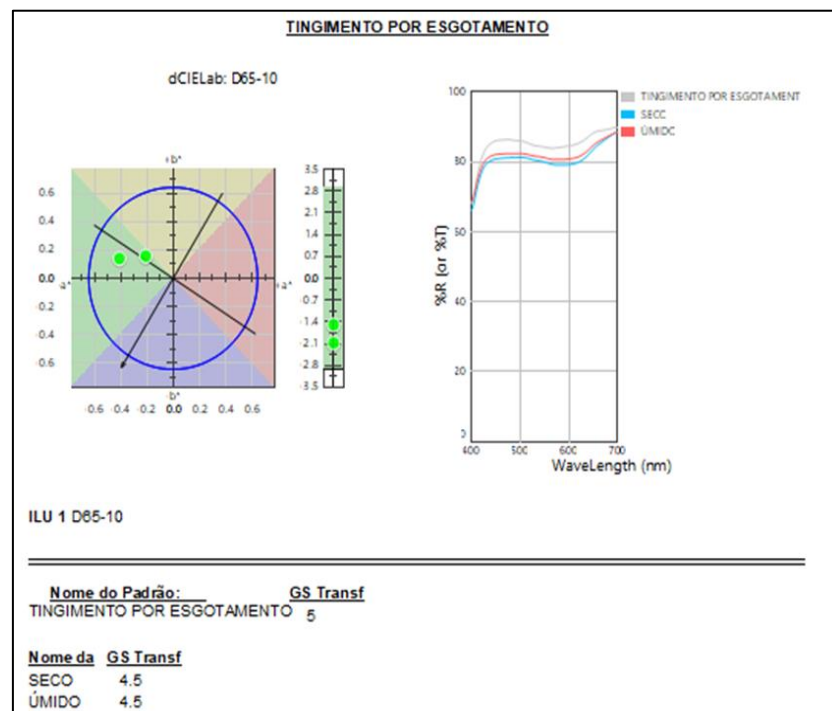 TINGIMENTO POR ESGOTAMENTO
dCIELab: D65-10
+b*
0.6
0.4
0.2
0.0
0.2
0.4
0.6
-a*
+a*
-b*
0.6 0.4 0.2 0.0 0.2 0.4 0.6
3.5
2.8
2.1
1.4
0.7
0.0
-0.7
-1.4
-2.1
-2.8
-3.5
100
80
60
40
20
0
%R (or %T)
400 500 600 700
WaveLength (nm)
TINGIMENTO POR ESGOTAMENT
SECC
ÚMIDC
ILU 1 D65-10
Nome do Padrão: GS Transf
TINGIMENTO POR ESGOTAMENTO 5
Nome da GS Transf
SECO 4.5
ÚMIDO 4.5